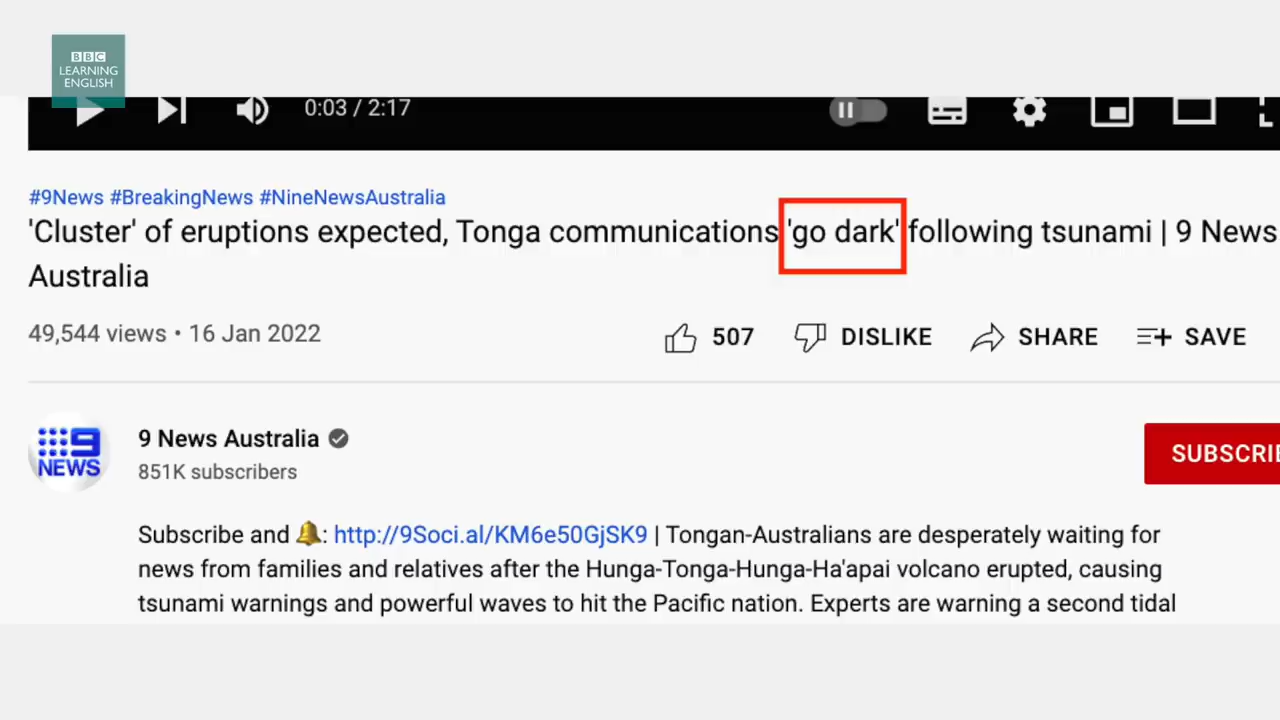 BBC
LEARNING
ENGLISH
0:03 / 2:17
#9News #BreakingNews #NineNewsAustralia
'Cluster' of eruptions expected, Tonga communications 'go dark' following tsunami | 9 News
Australia
49,544 views • 16 Jan 2022
507
DISLIKE
SHARE
SAVE
9
NEWS
9 News Australia
851K subscribers
SUBSCRIB
Subscribe and 🔔: http://9Soci.al/KM6e50GjSK9 | Tongan-Australians are desperately waiting for
news from families and relatives after the Hunga-Tonga-Hunga-Ha'apai volcano erupted, causing
tsunami warnings and powerful waves to hit the Pacific nation. Experts are warning a second tidal